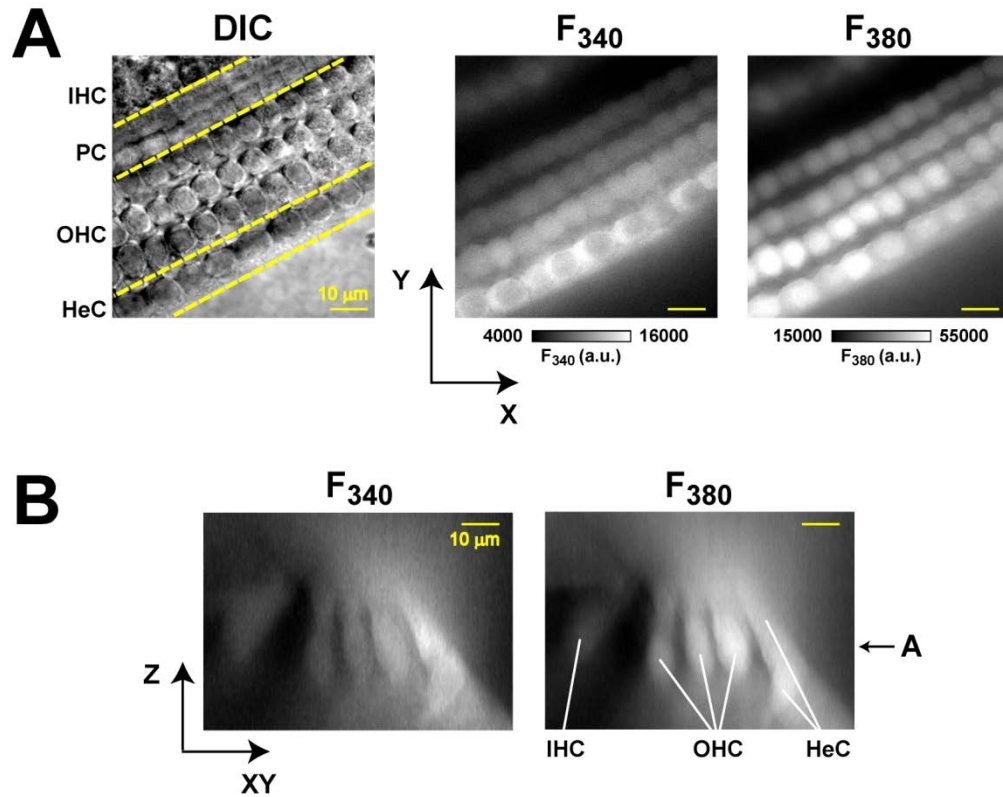 A
DIC
F340
F380
IHC
PC
OHC
HeC
10 µm
Y
X
4000 16000
F340 (a.u.)
15000 55000
F380 (a.u.)
B
F340
F380
10 µm
A
Z
XY
IHC OHC HeC